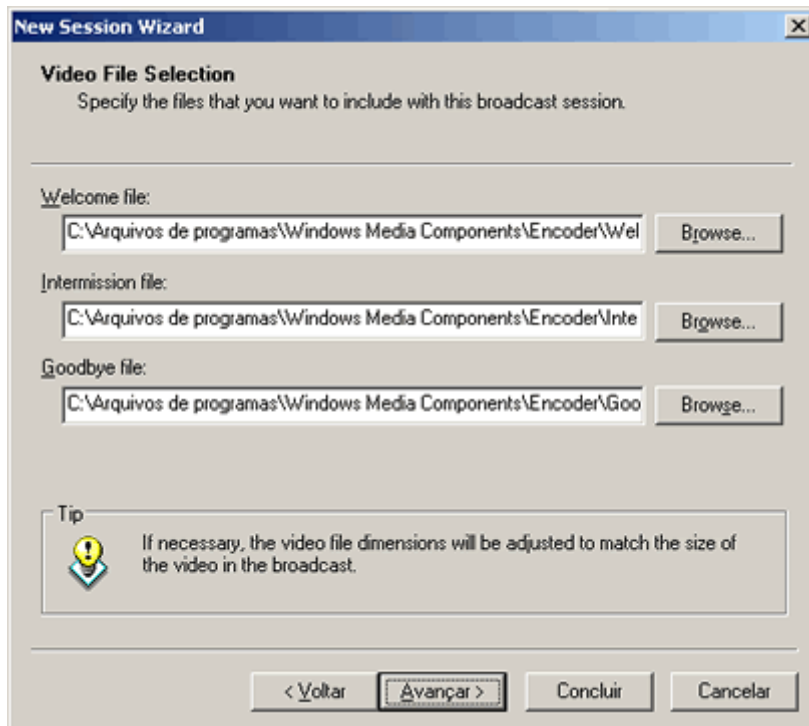 New Session Wizard
Video File Selection
Specify the files that you want to include with this broadcast session.
Welcome file:
C:\Arquivos de programas\Windows Media Components\Encoder\Wel
Browse...
Intermission file:
C:\Arquivos de programas\Windows Media Components\Encoder\Inte
Browse...
Goodbye file:
C:\Arquivos de programas\Windows Media Components\Encoder\Goo
Browse...
Tip
If necessary, the video file dimensions will be adjusted to match the size of
the video in the broadcast.
< Voltar
Avançar >
Concluir
Cancelar